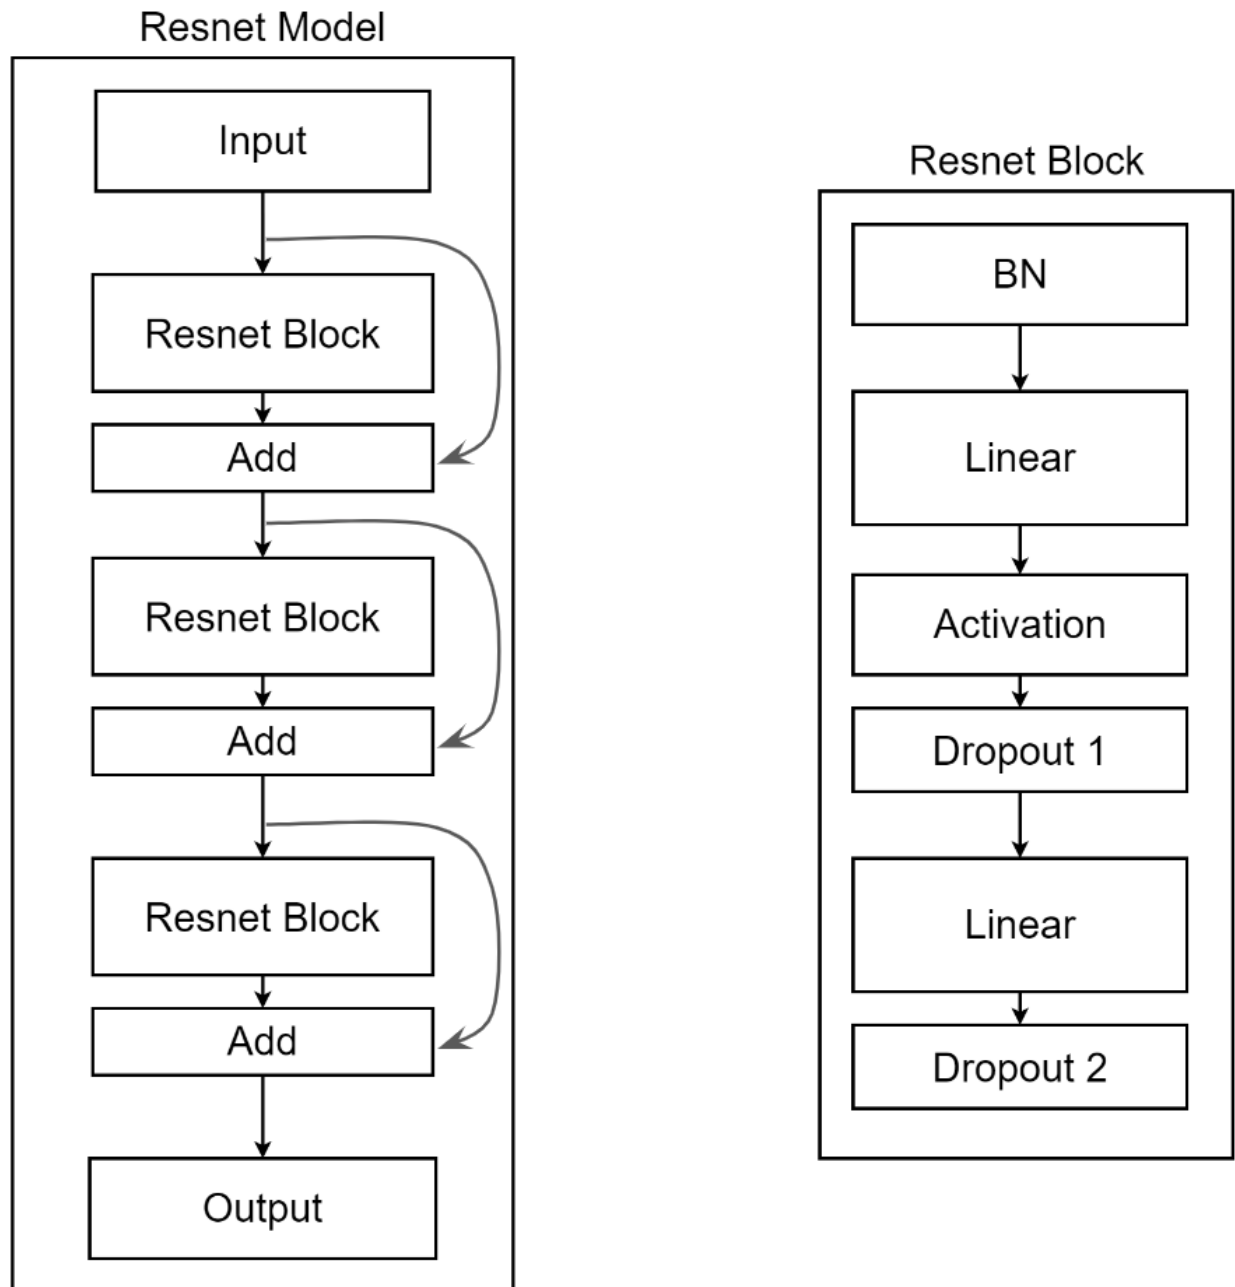 Resnet Model
Input
Resnet Block
Add
Resnet Block
Add
Resnet Block
Add
Output
Resnet Block
BN
Linear
Activation
Dropout 1
Linear
Dropout 2